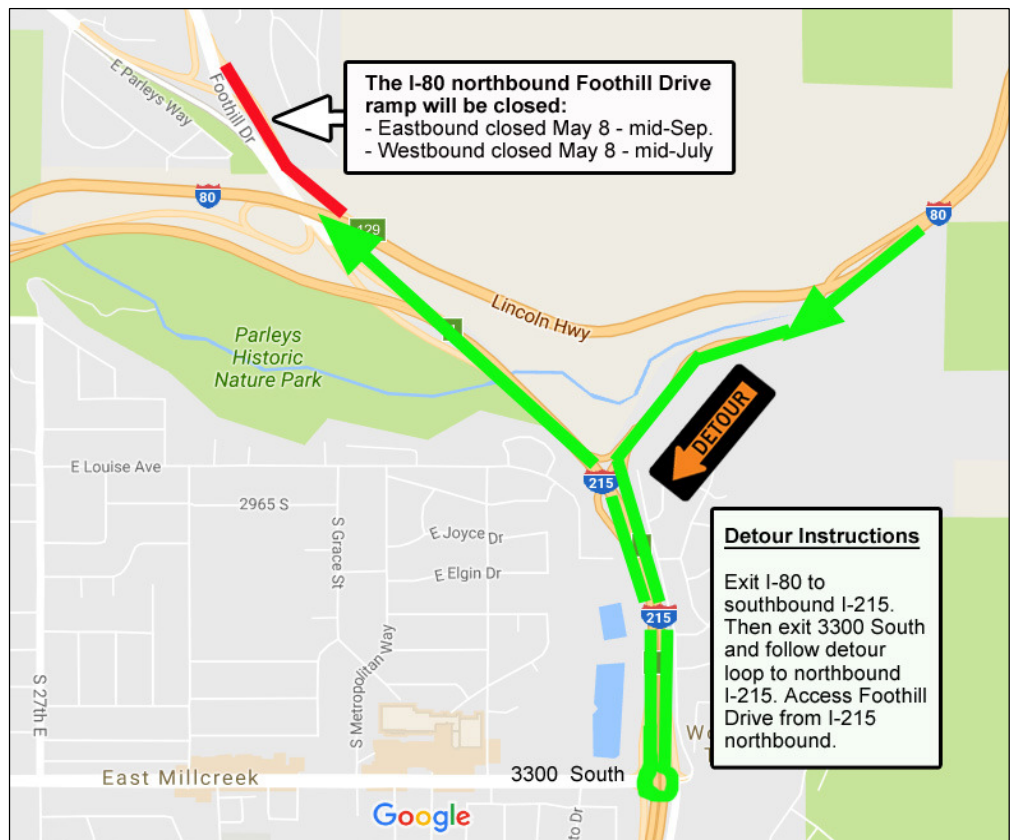 E Parleys Way
Foothill Dr
The I-80 northbound Foothill Drive
ramp will be closed:
- Eastbound closed May 8 - mid-Sep.
- Westbound closed May 8 - mid-July
80
80
129
Lincoln Hwy
Parleys
Historic
Nature Park
DETOUR
E Louise Ave
215
2965 S
S Grace St
E Joyce Dr
E Elgin Dr
Detour Instructions
Exit I-80 to
southbound I-215.
Then exit 3300 South
and follow detour
loop to northbound
I-215. Access Foothill
Drive from I-215
northbound.
215
S 27th E
S Metropolitan Way
East Millcreek
3300 South
Google